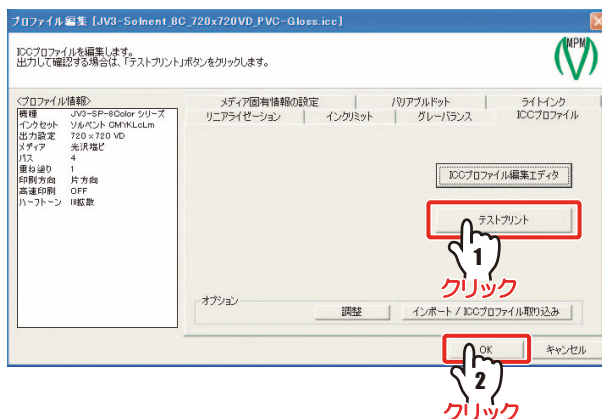 プロファイル編集 [JV3-Solnent_8C_720x720VD_PVC-Gloss.icc]
ICCプロファイルを編集します。
出力して確認する場合は、「テストプリント」ボタンをクリックします。
MPM
<プロファイル情報>
機種 JV3-SP-8Color シリーズ
インクセット ソルベント CMYKLcLm
出力設定 720×720 VD
メディア 光沢塩ビ
パス 4
重ね塗り 1
印刷方向 片方向
高速印刷 OFF
ハーフトーン III拡散
メディア固有情報の設定 バリアブルドット ライトインク
リニアライゼーション インクリミット グレーバランス ICCプロファイル
ICCプロファイル編集エディタ
テストプリント
1
クリック
オプション
調整 インポート / ICCプロファイル取り込み
OK キャンセル
2
クリック